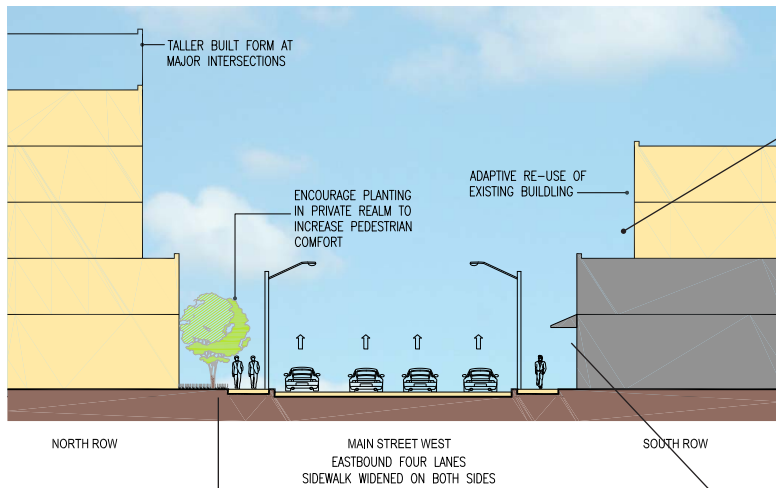 TALLER BUILT FORM AT
MAJOR INTERSECTIONS
ENCOURAGE PLANTING
IN PRIVATE REALM TO
INCREASE PEDESTRIAN
COMFORT
ADAPTIVE RE-USE OF
EXISTING BUILDLING
NORTH ROW
MAIN STREET WEST
EASTBOUND FOUR LANES
SIDEWALK WIDENED ON BOTH SIDES
SOUTH ROW